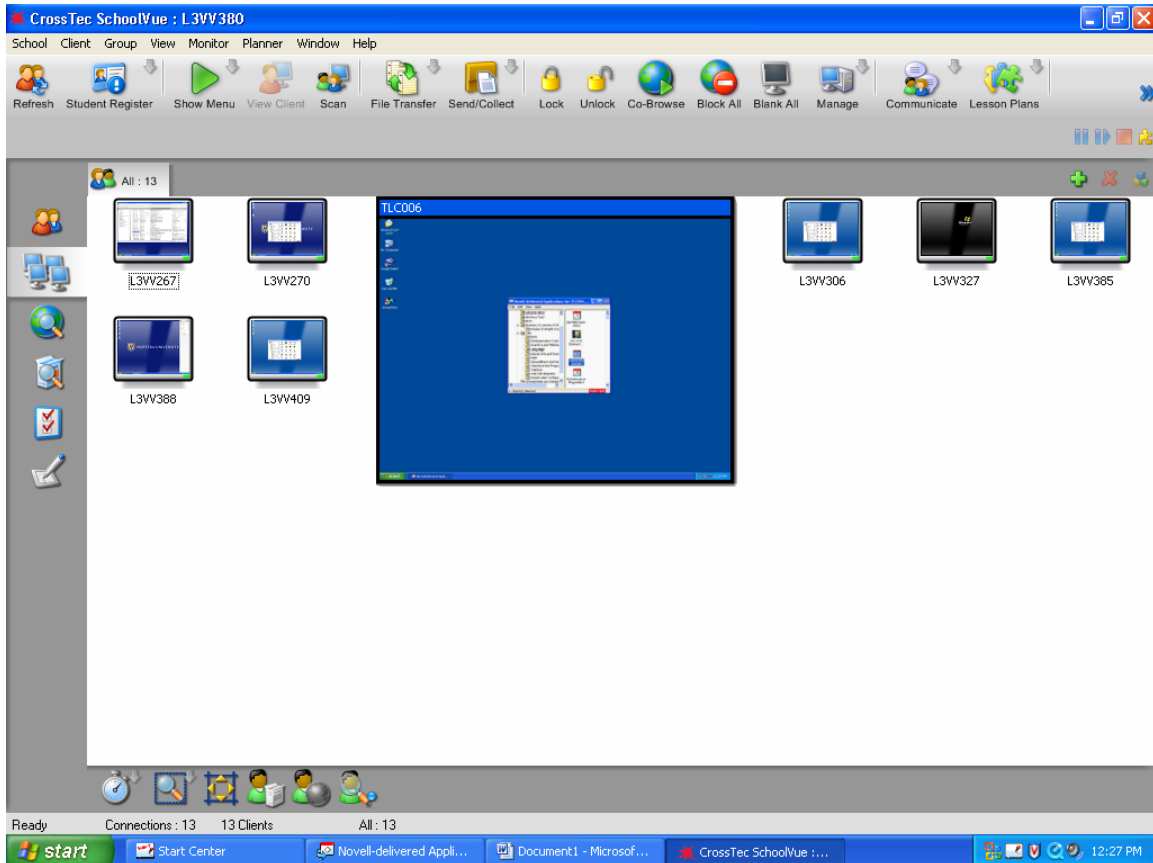 CrossTec SchoolVue : L3VV380
School Client Group View Monitor Planner Window Help
Refresh Student Register Show Menu View Client Scan File Transfer Send/Collect Lock Unlock Co-Browse Block All Blank All Manage Communicate Lesson Plans
All : 13
TLC006
L3VV267 L3VV270 L3VV306 L3VV327 L3VV385
L3VV388 L3VV409
Ready Connections : 13 13 Clients All : 13
start Start Center Novell-delivered Appli... Document1 - Microsof... CrossTec SchoolVue :... 12:27 PM